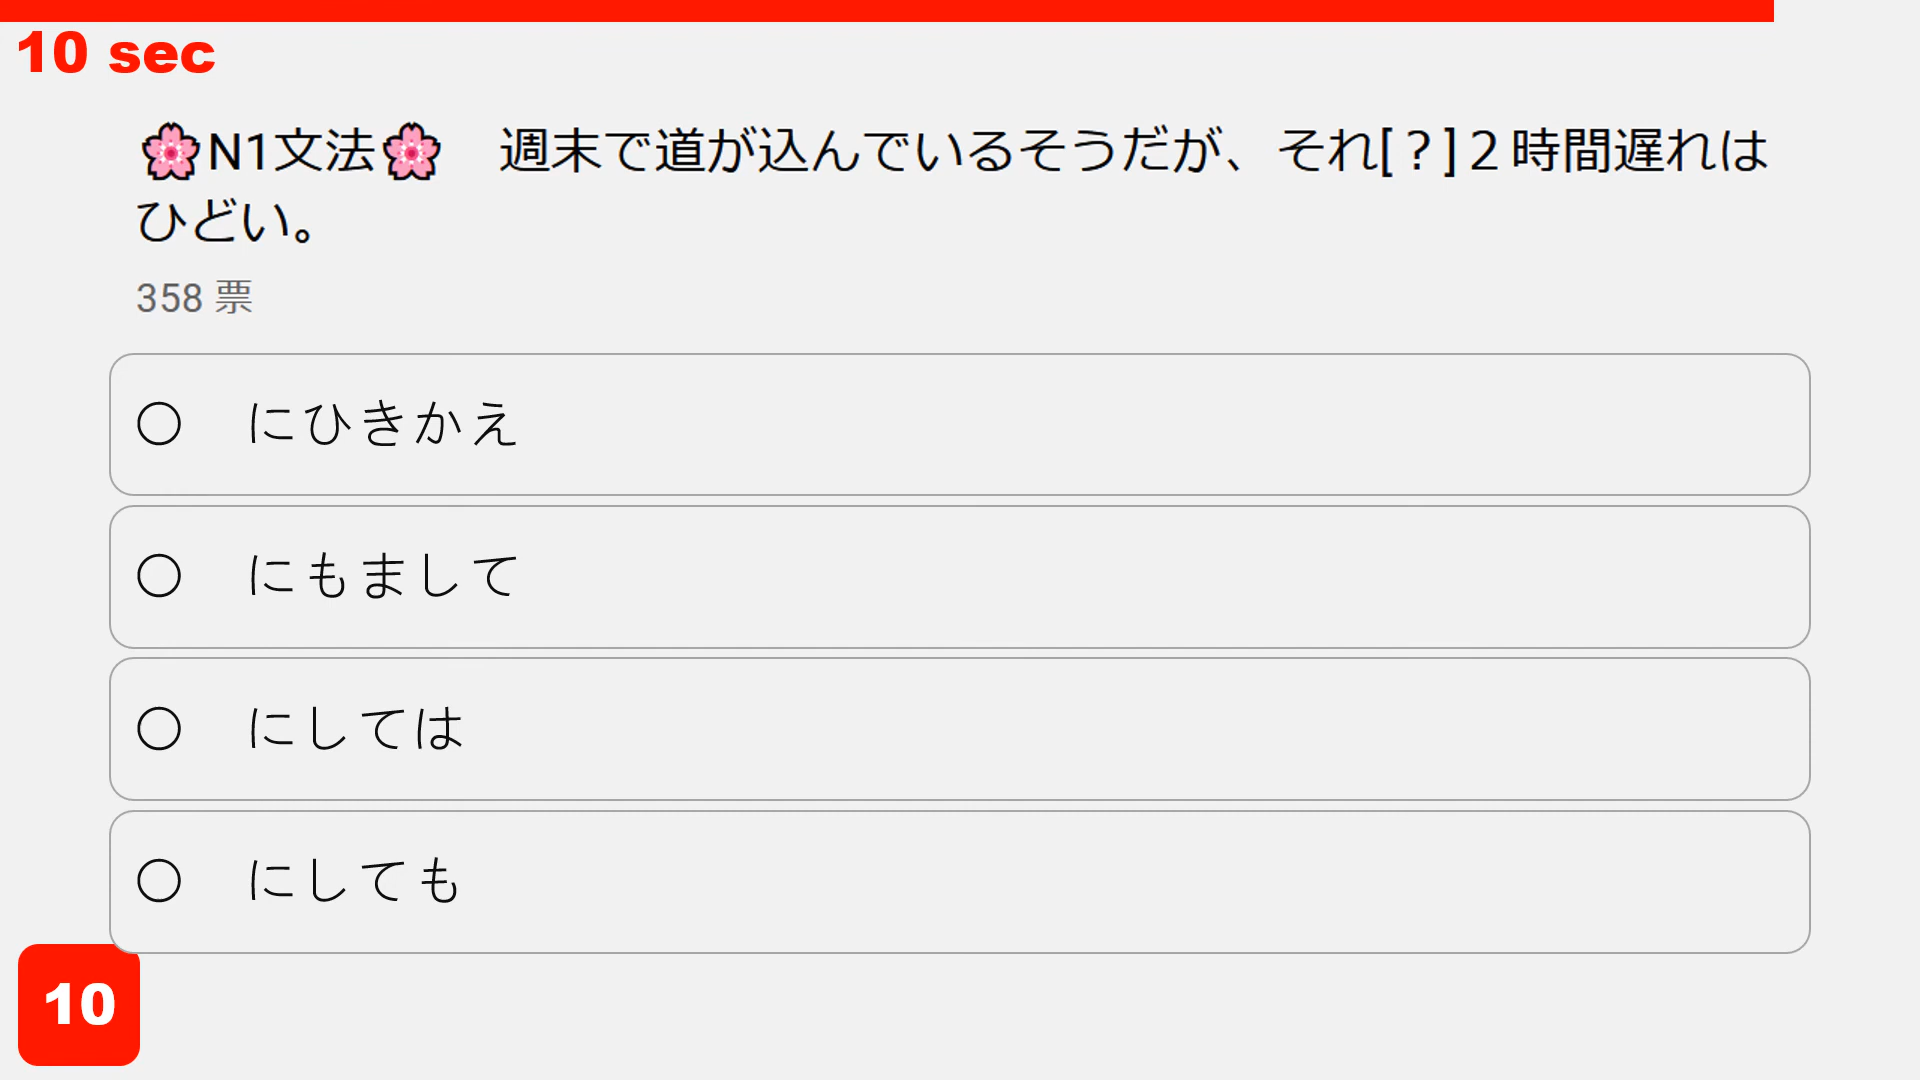 10 sec
🌸N1文法🌸　週末で道が込んでいるそうだが、それ[？]２時間遅れは
ひどい。
358 票
○　にひきかえ
○　にもまして
○　にしては
○　にしても
10